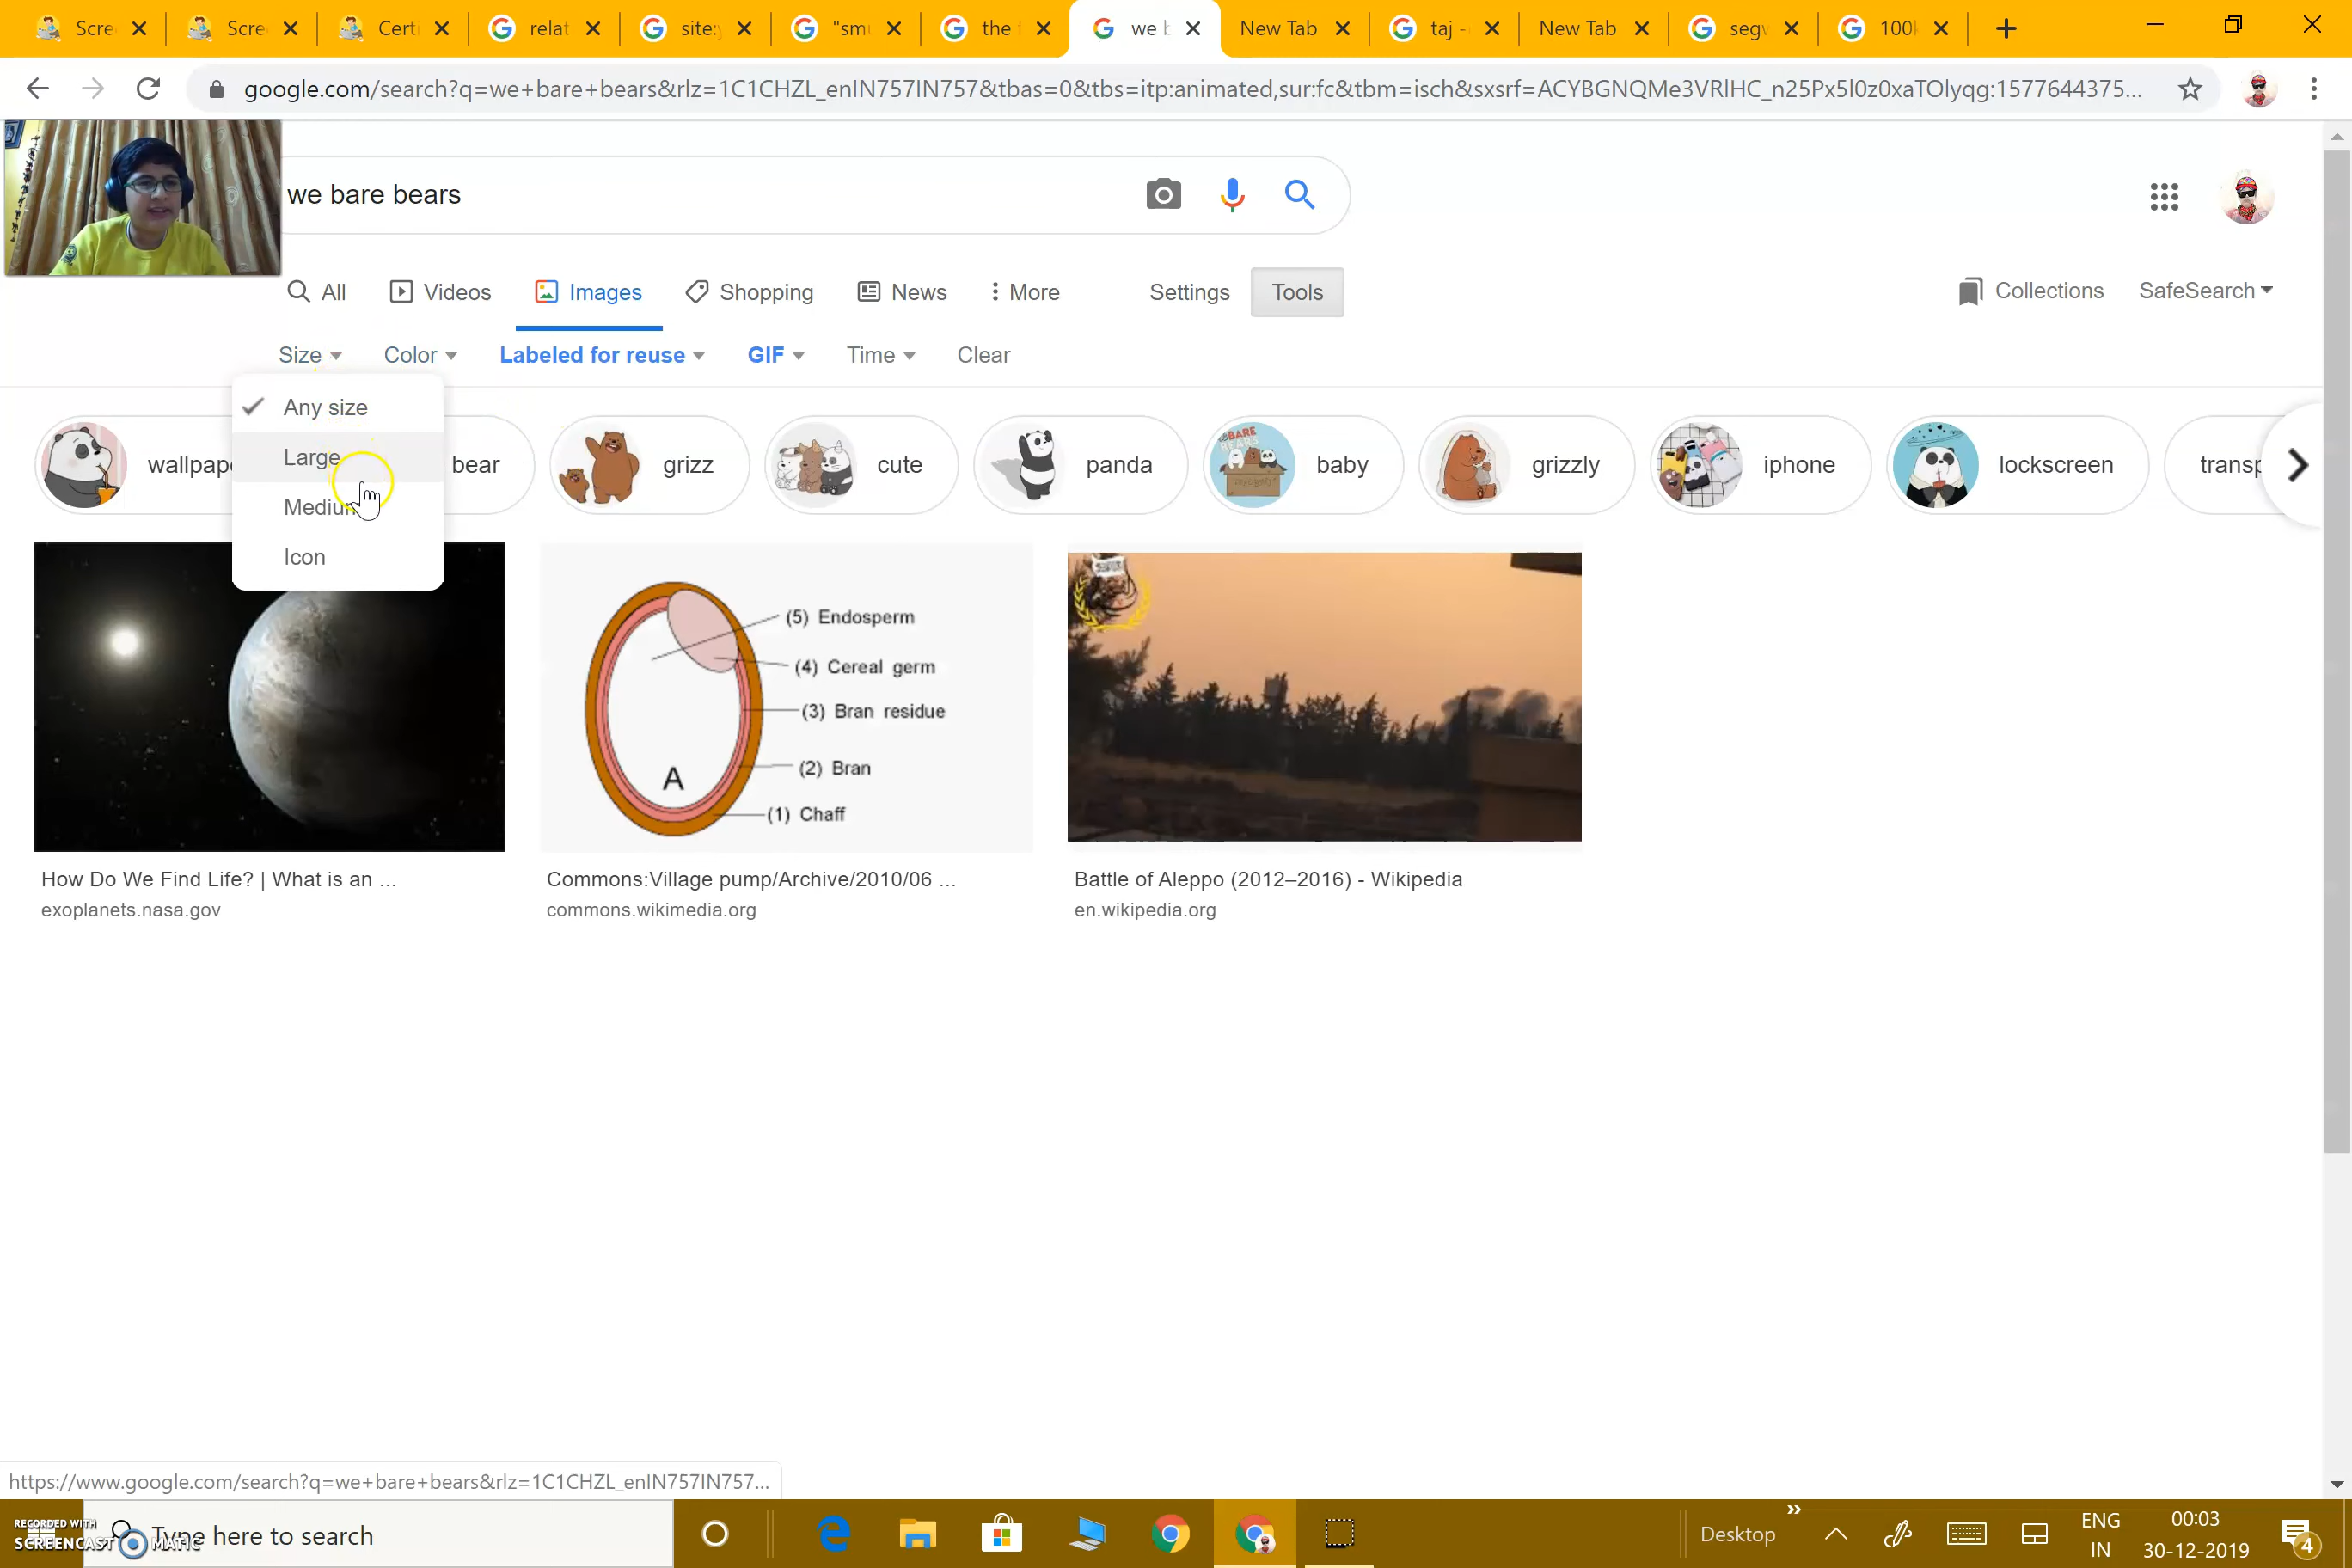 Scre
Scre
Certi
relat
site:y
"smu
the f
we b
New Tab
taj -
New Tab
segw
100k
google.com/search?q=we+bare+bears&rlz=1C1CHZL_enIN757IN757&tbas=0&tbs=itp:animated,sur:fc&tbm=isch&sxsrf=ACYBGNQMe3VRlHC_n25Px5l0z0xaTOlyqg:1577644375...
we bare bears
All
Videos
Images
Shopping
News
More
Settings
Tools
Collections
SafeSearch
Size
Color
Labeled for reuse
GIF
Time
Clear
Any size
Large
Medium
Icon
wallpape
bear
grizz
cute
panda
BARE BEARS
baby
grizzly
iphone
lockscreen
transp
(5) Endosperm
(4) Cereal germ
(3) Bran residue
(2) Bran
(1) Chaff
A
How Do We Find Life? | What is an ...
exoplanets.nasa.gov
Commons:Village pump/Archive/2010/06 ...
commons.wikimedia.org
Battle of Aleppo (2012–2016) - Wikipedia
en.wikipedia.org
https://www.google.com/search?q=we+bare+bears&rlz=1C1CHZL_enIN757IN757...
RECORDED WITH
SCREENCAST MATIC
Type here to search
Desktop
ENG
IN
00:03
30-12-2019
4